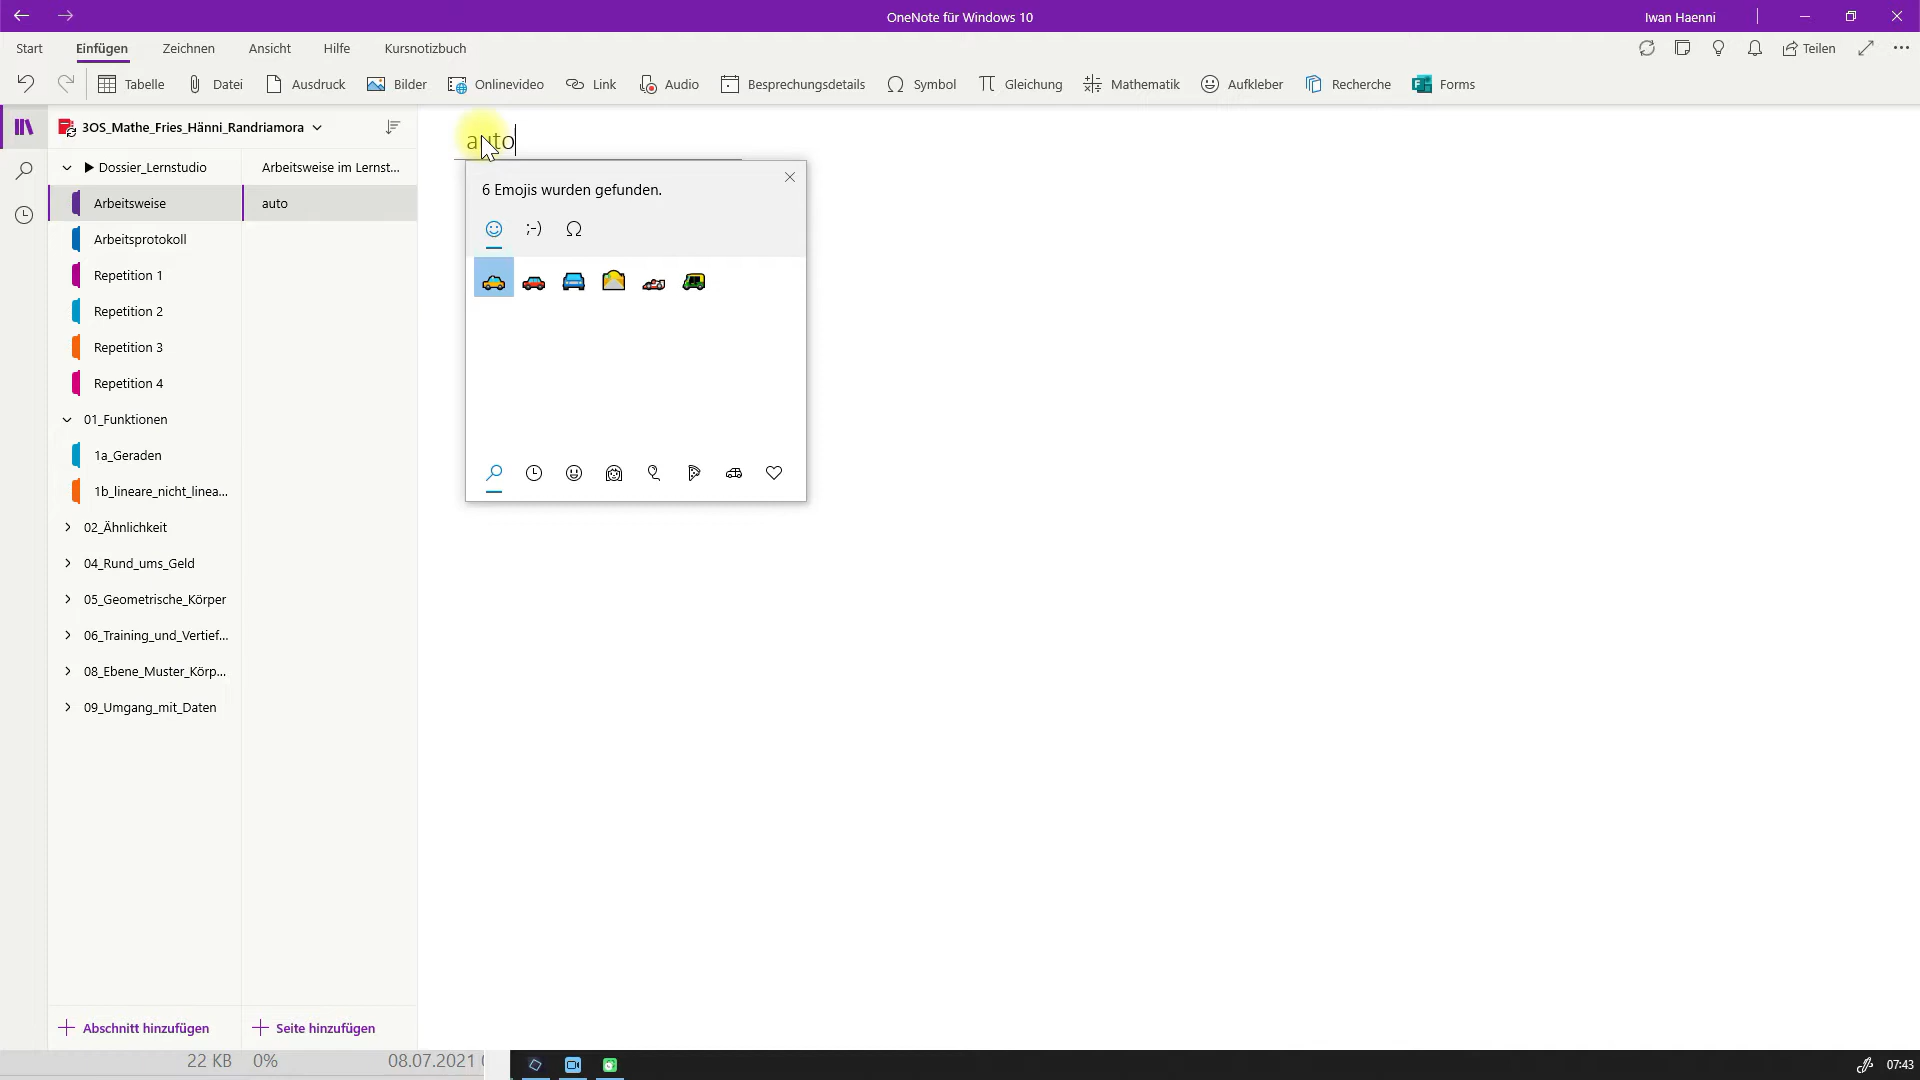 OneNote für Windows 10
Iwan Haenni
Start
Einfügen
Zeichnen
Ansicht
Hilfe
Kursnotizbuch
Teilen
Tabelle
Datei
Ausdruck
Bilder
Onlinevideo
Link
Audio
Besprechungsdetails
Symbol
Gleichung
Mathematik
Aufkleber
Recherche
Forms
3OS_Mathe_Fries_Hänni_Randriamora
Dossier_Lernstudio
Arbeitsweise
Arbeitsprotokoll
Repetition 1
Repetition 2
Repetition 3
Repetition 4
01_Funktionen
1a_Geraden
1b_lineare_nicht_linea...
02_Ähnlichkeit
04_Rund_ums_Geld
05_Geometrische_Körper
06_Training_und_Vertief...
08_Ebene_Muster_Körp...
09_Umgang_mit_Daten
Abschnitt hinzufügen
Arbeitsweise im Lernst...
auto
Seite hinzufügen
auto
6 Emojis wurden gefunden.
;-)
Ω
22 KB
0%
08.07.2021
07:43